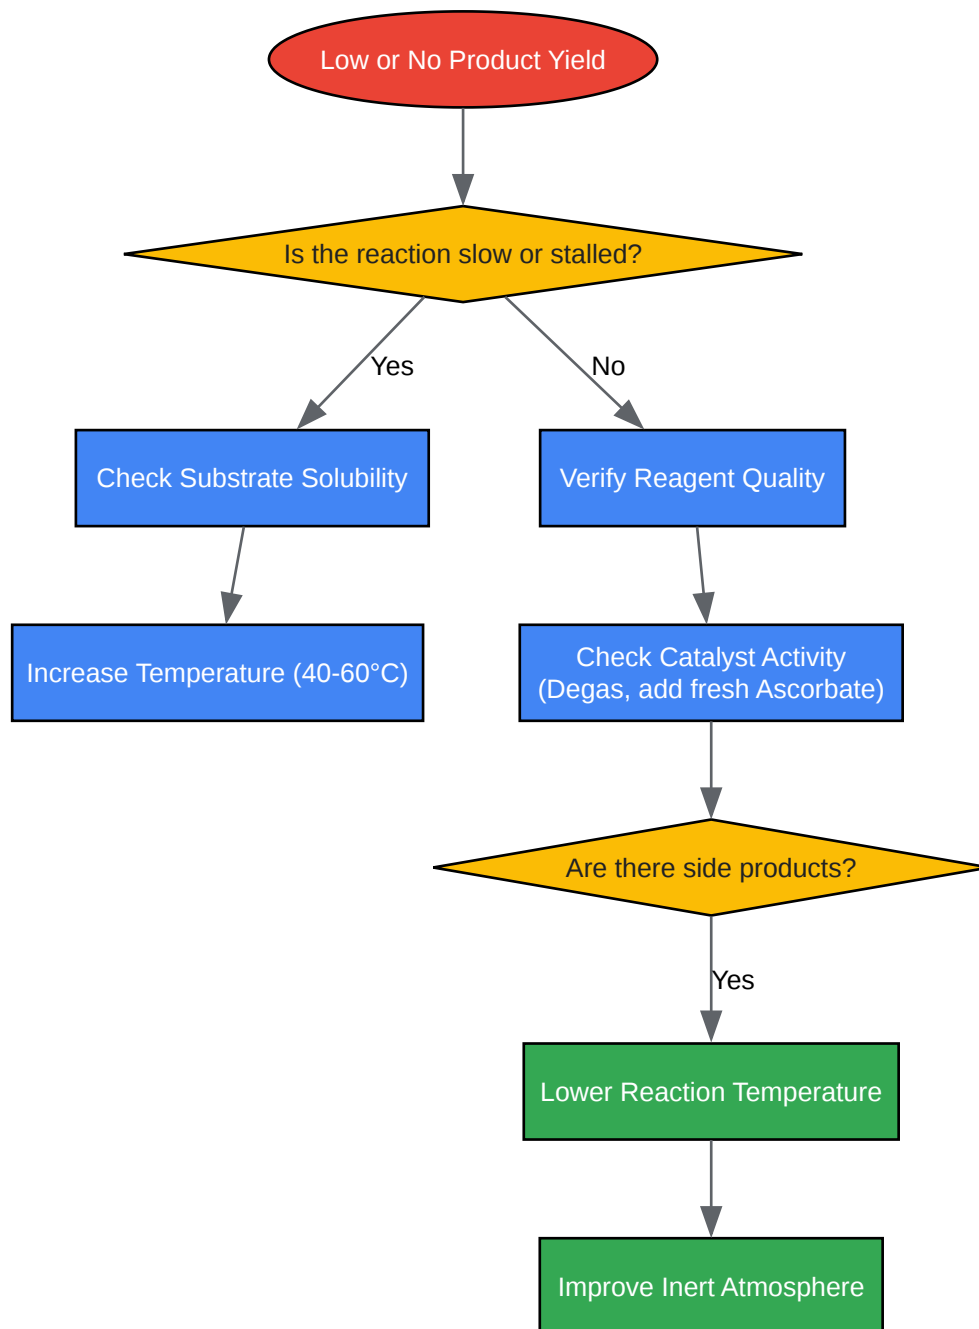 Low or No Product Yield
Is the reaction slow or stalled?
Yes
No
Check Substrate Solubility
Verify Reagent Quality
Increase Temperature (40-60°C)
Check Catalyst Activity
(Degas, add fresh Ascorbate)
Are there side products?
Yes
Lower Reaction Temperature
Improve Inert Atmosphere